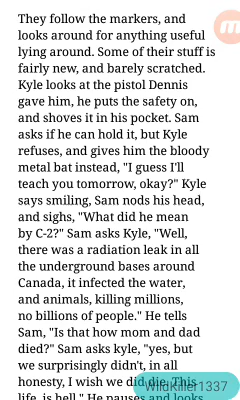 They follow the markers, and
looks around for anything useful
lying around. Some of their stuff is
fairly new, and barely scratched.
Kyle looks at the pistol Dennis
gave him, he puts the safety on,
and shoves it in his pocket. Sam
asks if he can hold it, but Kyle
refuses, and gives him the bloody
metal bat instead, "I guess I'll
teach you tomorrow, okay?" Kyle
says smiling, Sam nods his head,
and sighs, "What did he mean
by C-2?" Sam asks Kyle, "Well,
there was a radiation leak in all
the underground bases around
Canada, it infected the water,
and animals, killing millions,
no billions of people." He tells
Sam, "Is that how mom and dad
died?" Sam asks kyle, "yes, but
we surprisingly didn't, in all
honesty, I wish we did die. This
life, is hell." He pauses and looks
WildKiller1337